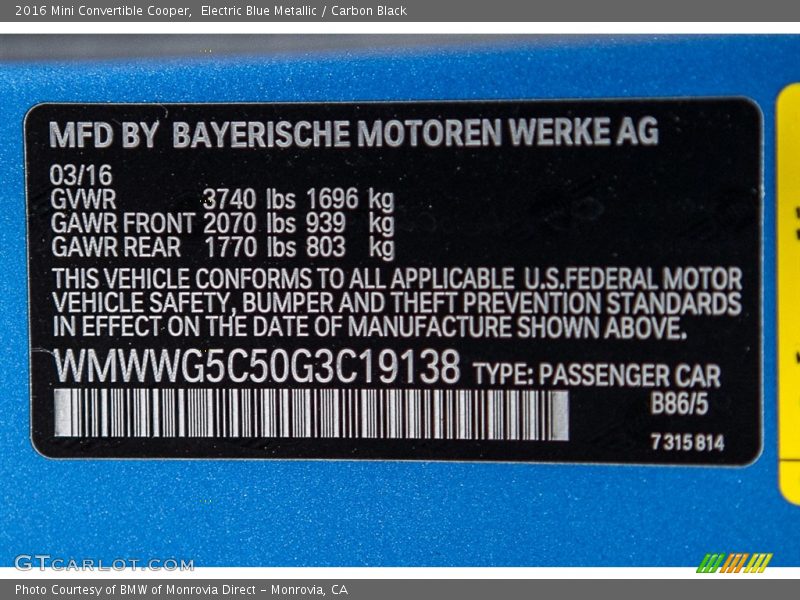 2016 Mini Convertible Cooper,  Electric Blue Metallic / Carbon Black
MFD BY BAYERISCHE MOTOREN WERKE AG
03/16
GVWR 3740 lbs 1696 kg
GAWR FRONT 2070 lbs 939 kg
GAWR REAR 1770 lbs 803 kg
THIS VEHICLE CONFORMS TO ALL APPLICABLE U.S.FEDERAL MOTOR
VEHICLE SAFETY, BUMPER AND THEFT PREVENTION STANDARDS
IN EFFECT ON THE DATE OF MANUFACTURE SHOWN ABOVE.
WMWWG5C50G3C19138 TYPE: PASSENGER CAR
B86/5
7 315 814
GTCARLOT.COM
Photo Courtesy of BMW of Monrovia Direct - Monrovia, CA